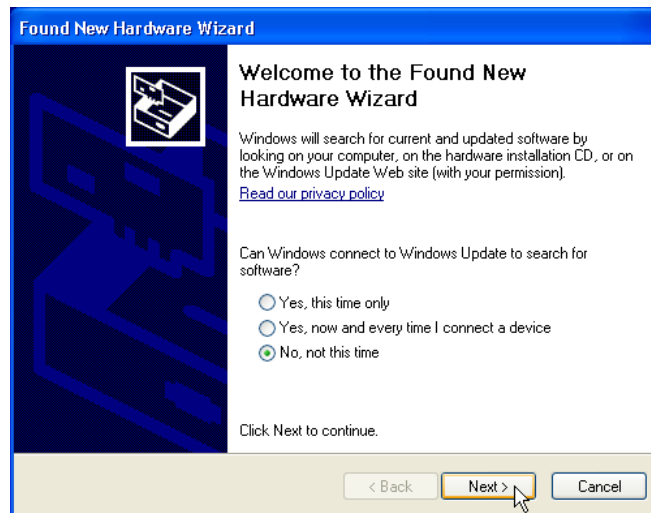 Found New Hardware Wizard
Welcome to the Found New
Hardware Wizard
Windows will search for current and updated software by
looking on your computer, on the hardware installation CD, or on
the Windows Update Web site (with your permission).
Read our privacy policy
Can Windows connect to Windows Update to search for
software?
Yes, this time only
Yes, now and every time I connect a device
No, not this time
Click Next to continue.
< Back
Next >
Cancel